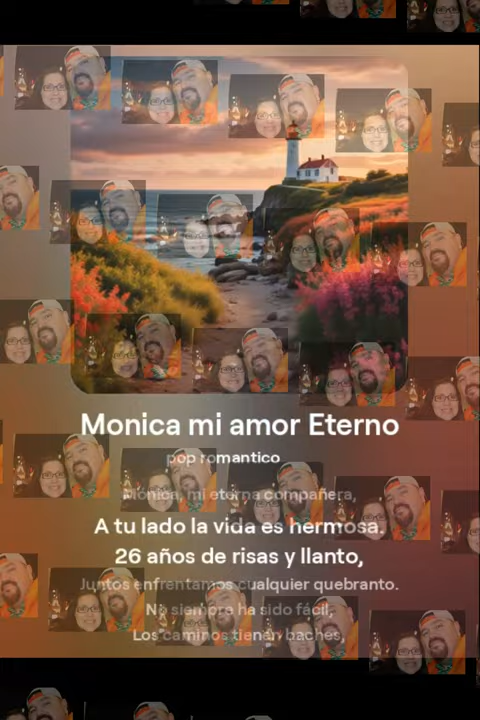 Monica mi amor Eterno
pop romantico
Monica, mi eterna compañera,
A tu lado la vida es hermosa.
26 años de risas y llanto,
Juntos enfrentamos cualquier quebranto.
No siempre ha sido fácil,
Los caminos tienen baches,